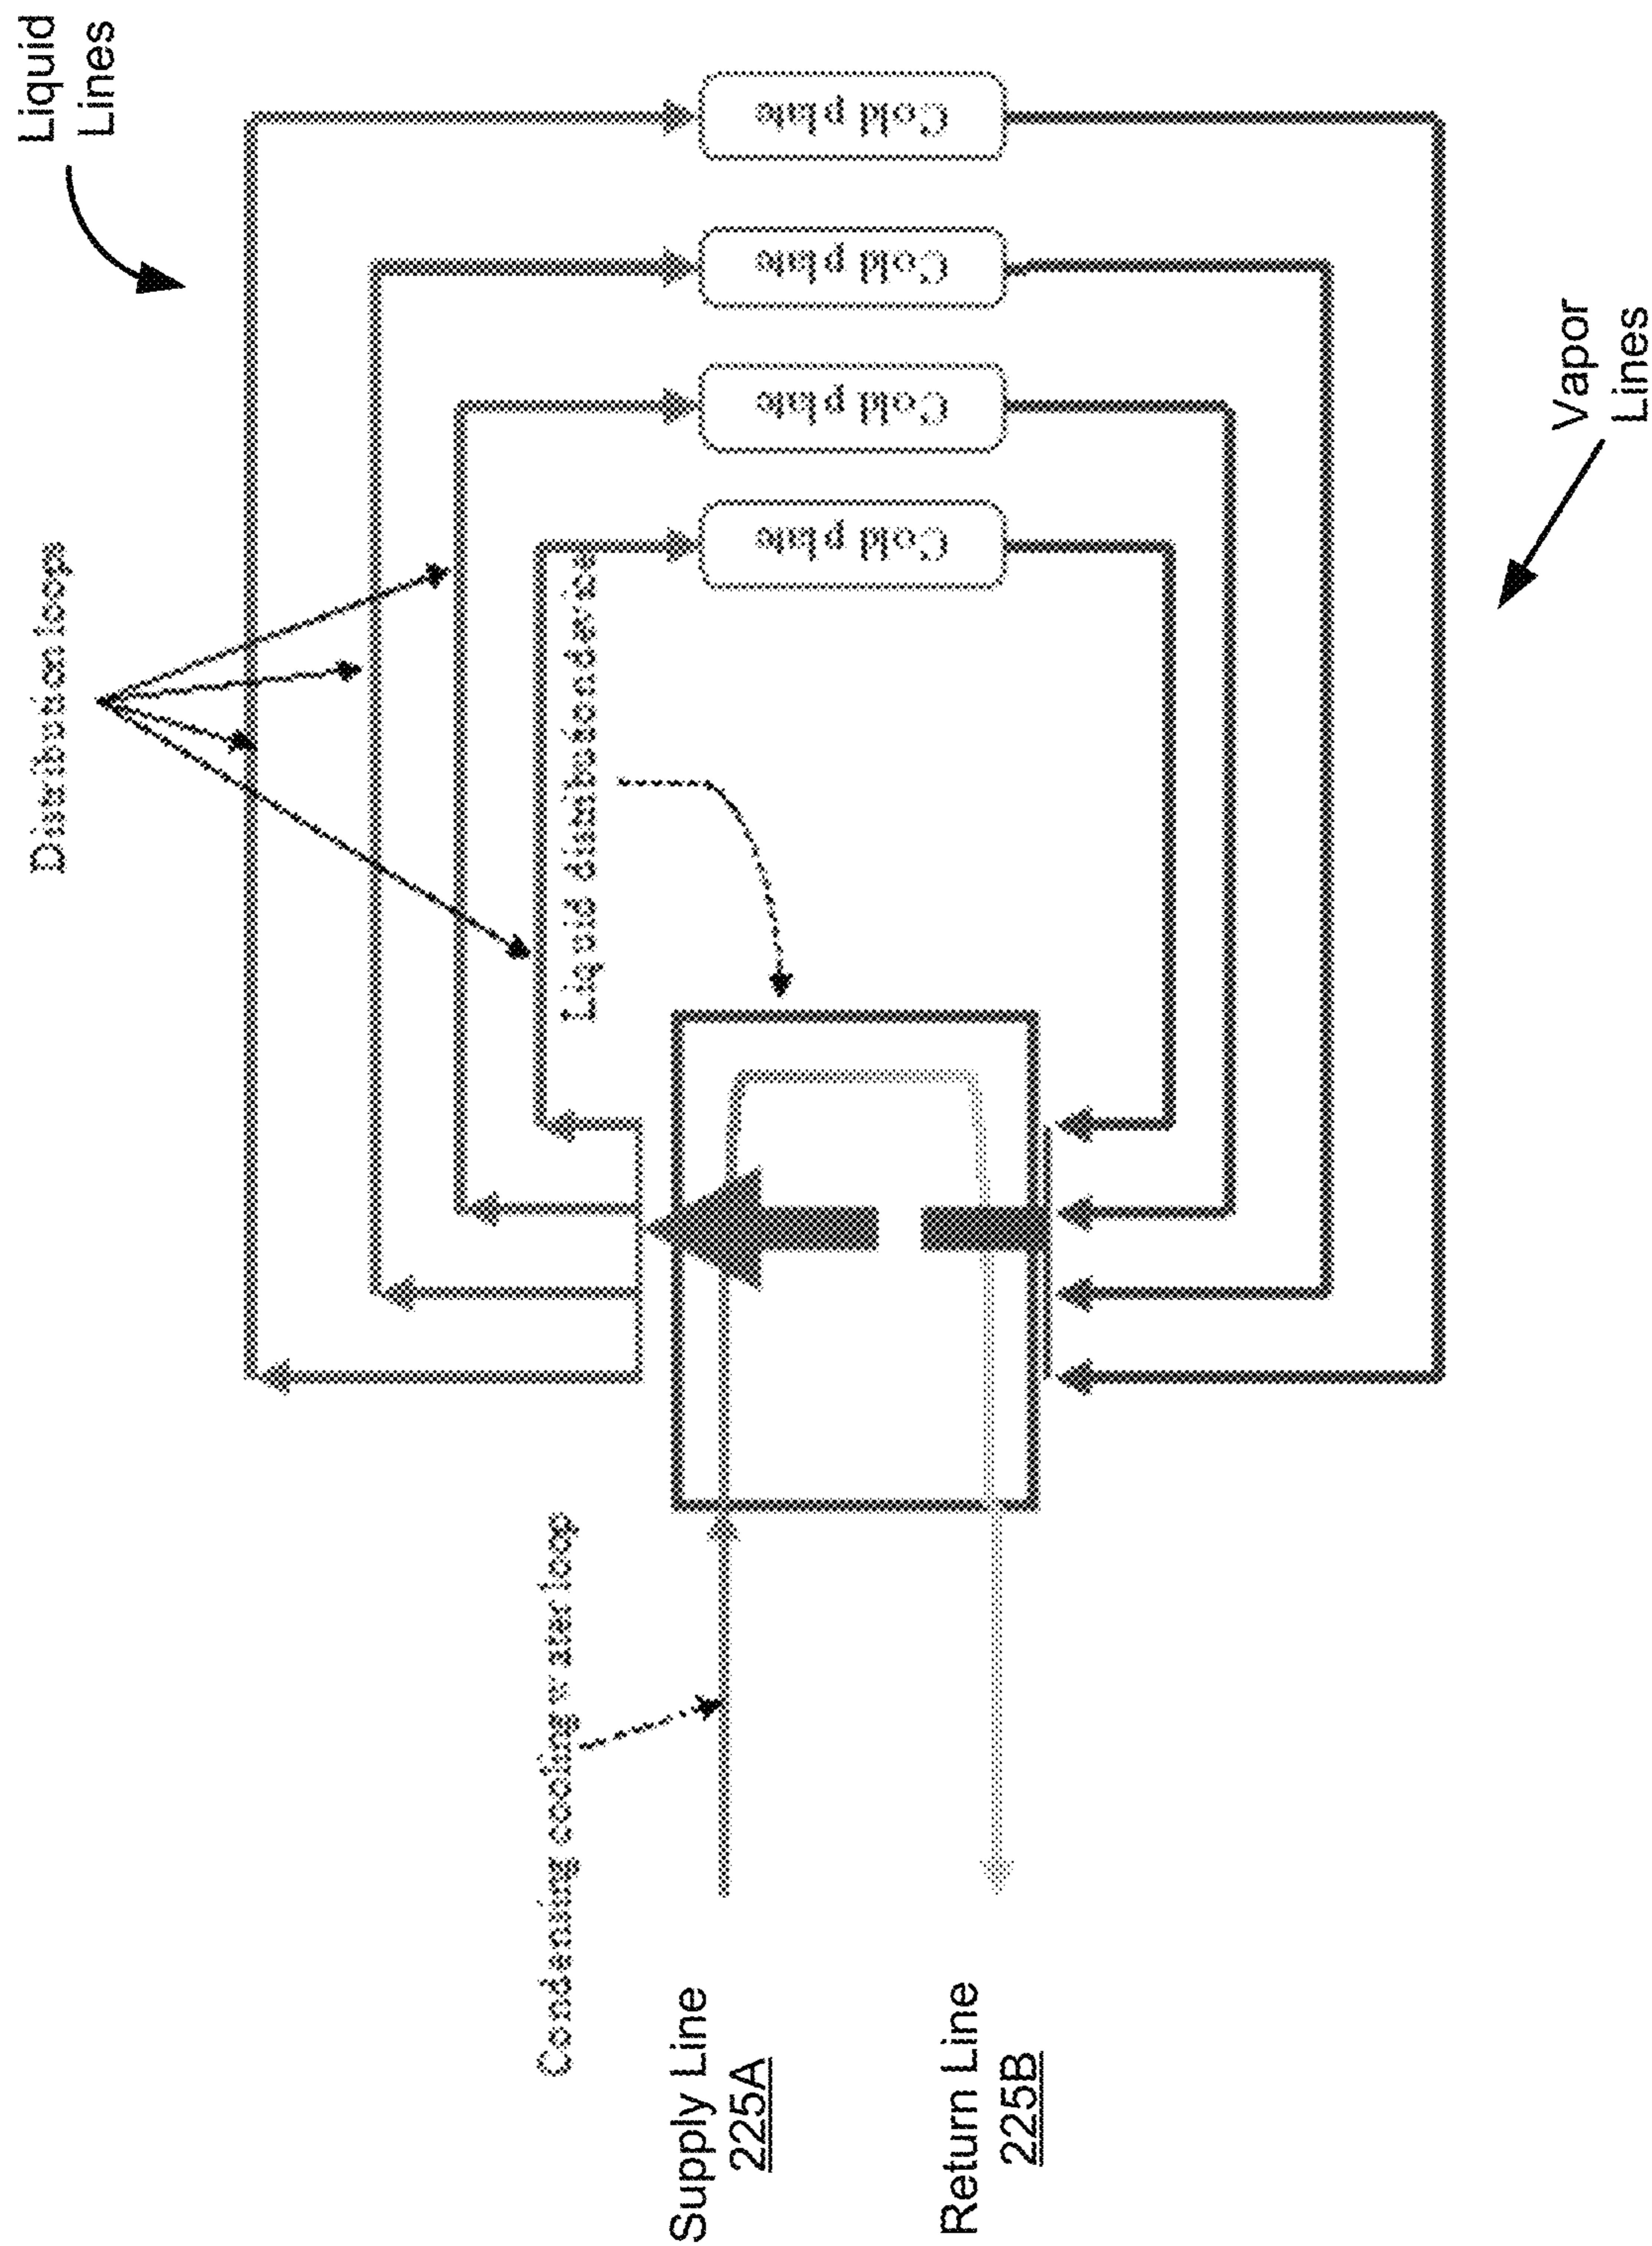 Liquid
Lines
Distribution loops
Liquid distribution device
Cold plate
Cold plate
Cold plate
Cold plate
Vapor
Lines
Condensing cooling water loop
Supply Line
225A
Return Line
225B